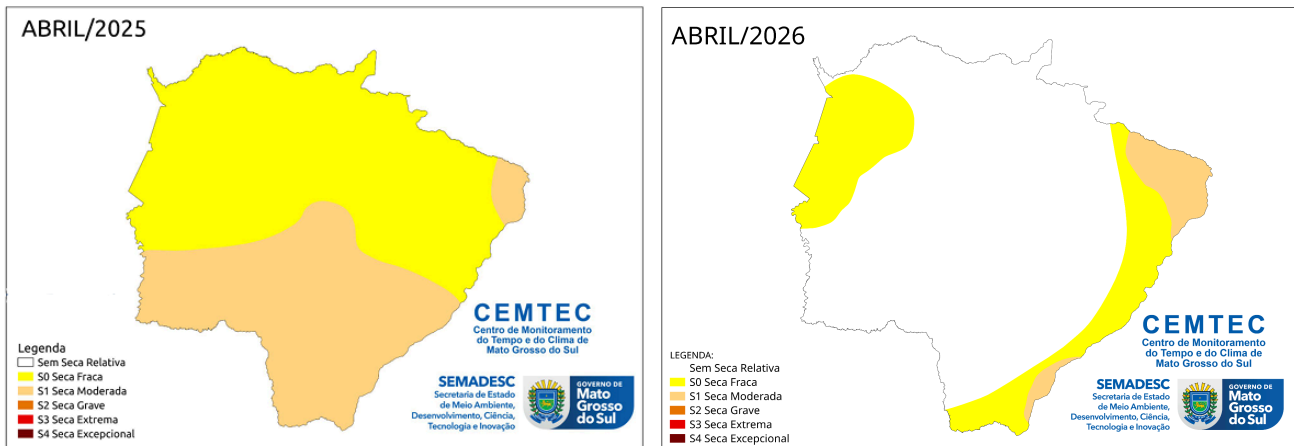 ABRIL/2025
CEMTEC
Centro de Monitoramento
do Tempo e do Clima de
Mato Grosso do Sul
Legenda
Sem Seca Relativa
S0 Seca Fraca
S1 Seca Moderada
S2 Seca Grave
S3 Seca Extrema
S4 Seca Excepcional
SEMADESC
Secretaria de Estado
de Meio Ambiente,
Desenvolvimento, Ciência,
Tecnologia e Inovação
GOVERNO DE
Mato
Grosso
do Sul
ABRIL/2026
CEMTEC
Centro de Monitoramento
do Tempo e do Clima de
Mato Grosso do Sul
LEGENDA:
Sem Seca Relativa
S0 Seca Fraca
S1 Seca Moderada
S2 Seca Grave
S3 Seca Extrema
S4 Seca Excepcional
SEMADESC
Secretaria de Estado
de Meio Ambiente,
Desenvolvimento, Ciência,
Tecnologia e Inovação
GOVERNO DE
Mato
Grosso
do Sul